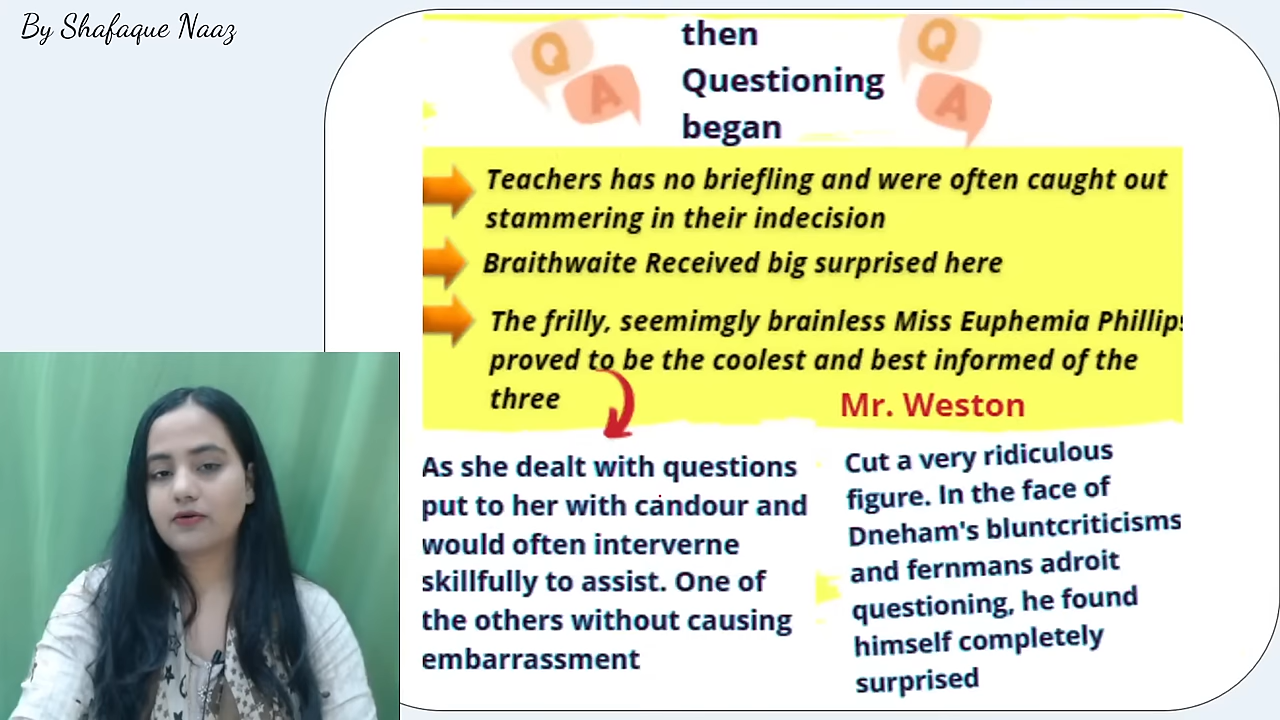 By Shafaque Naaz
Q
A
then
Questioning
began
Q
A
Teachers has no briefling and were often caught out
stammering in their indecision
Braithwaite Received big surprised here
The frilly, seemimgly brainless Miss Euphemia Phillips
proved to be the coolest and best informed of the
three
As she dealt with questions
put to her with candour and
would often interverne
skillfully to assist. One of
the others without causing
embarrassment
Mr. Weston
Cut a very ridiculous
figure. In the face of
Dneham's bluntcriticisms
and fernmans adroit
questioning, he found
himself completely
surprised